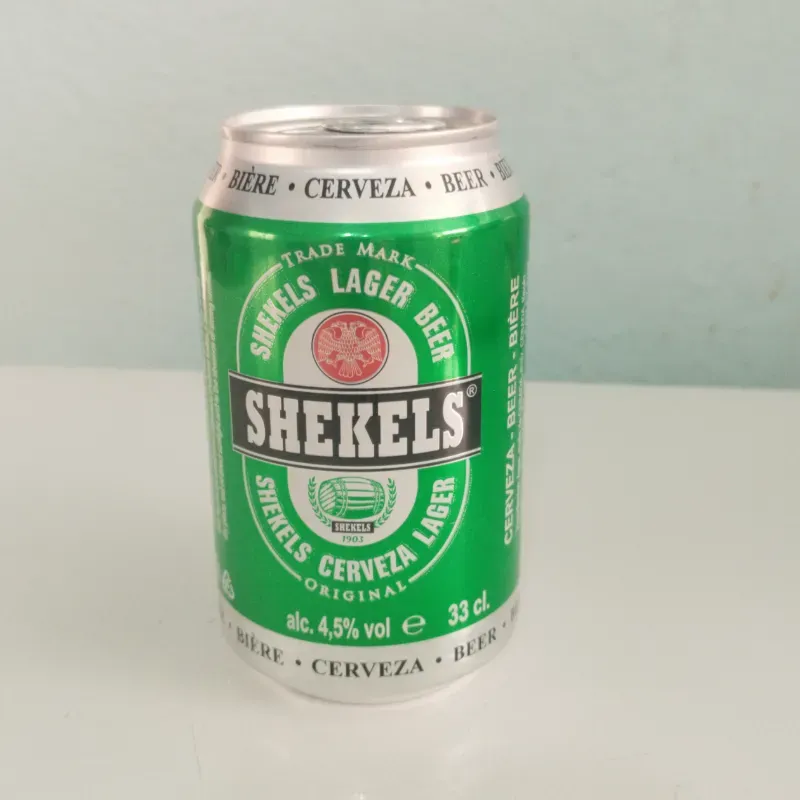 BIÈRE • CERVEZA • BEER •
TRADE MARK
SHEKELS LAGER BEER
SHEKELS®
SHEKELS
1903
SHEKELS CERVEZA LAGER
ORIGINAL
alc. 4,5% vol e 33 cl.
BIÈRE • CERVEZA • BEER •
CERVEZA - BEER - BIÈRE